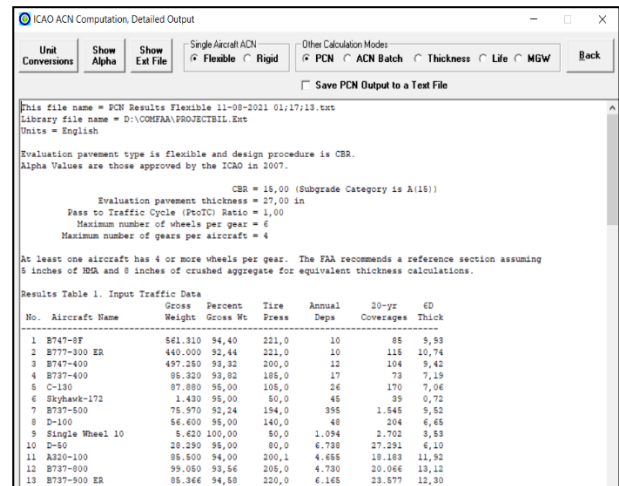 ICAO ACN Computation, Detailed Output
Unit Conversions
Show Alpha
Show Ext File
Single Aircraft ACN
Flexible Rigid
Other Calculation Modes
PCN ACN Batch Thickness Life MGW
Back
Save PCN Output to a Text File
This file name = PCN Results Flexible 11-08-2021 01;17;13.txt
Library file name = D:\COMFAA\PROJECTBIL.Ext
Units = English
Evaluation pavement type is flexible and design procedure is CBR.
Alpha Values are those approved by the ICAO in 2007.
CBR = 15,00 (Subgrade Category is A(15))
Evaluation pavement thickness = 27,00 in
Pass to Traffic Cycle (PtoTC) Ratio = 1,00
Maximum number of wheels per gear = 6
Maximum number of gears per aircraft = 4
At least one aircraft has 4 or more wheels per gear. The FAA recommends a reference section assuming
5 inches of HMA and 8 inches of crushed aggregate for equivalent thickness calculations.
Results Table 1. Input Traffic Data
Gross Percent Tire Annual 20-yr 6D
No. Aircraft Name Weight Gross Wt Press Deps Coverages Thick
1 B747-8F 561.310 94,40 221,0 10 85 9,93
2 B777-300 ER 440.000 92,44 221,0 10 115 10,74
3 B747-400 497.250 93,32 200,0 12 104 9,42
4 B737-400 85.320 93,82 185,0 17 73 7,19
5 C-130 87.880 95,00 105,0 26 170 7,06
6 Skyhawk-172 1.430 95,00 50,0 45 39 0,72
7 B737-500 75.970 92,24 194,0 395 1.545 9,52
8 D-100 56.600 95,00 140,0 48 204 6,65
9 Single Wheel 10 5.620 100,00 50,0 1.094 2.702 3,53
10 D-50 28.290 95,00 80,0 6.738 27.291 6,10
11 A320-100 85.500 94,00 200,1 4.655 18.183 11,92
12 B737-800 99.050 93,56 205,0 4.730 20.066 13,12
13 B737-900 ER 85.366 94,58 220,0 6.165 23.577 12,30